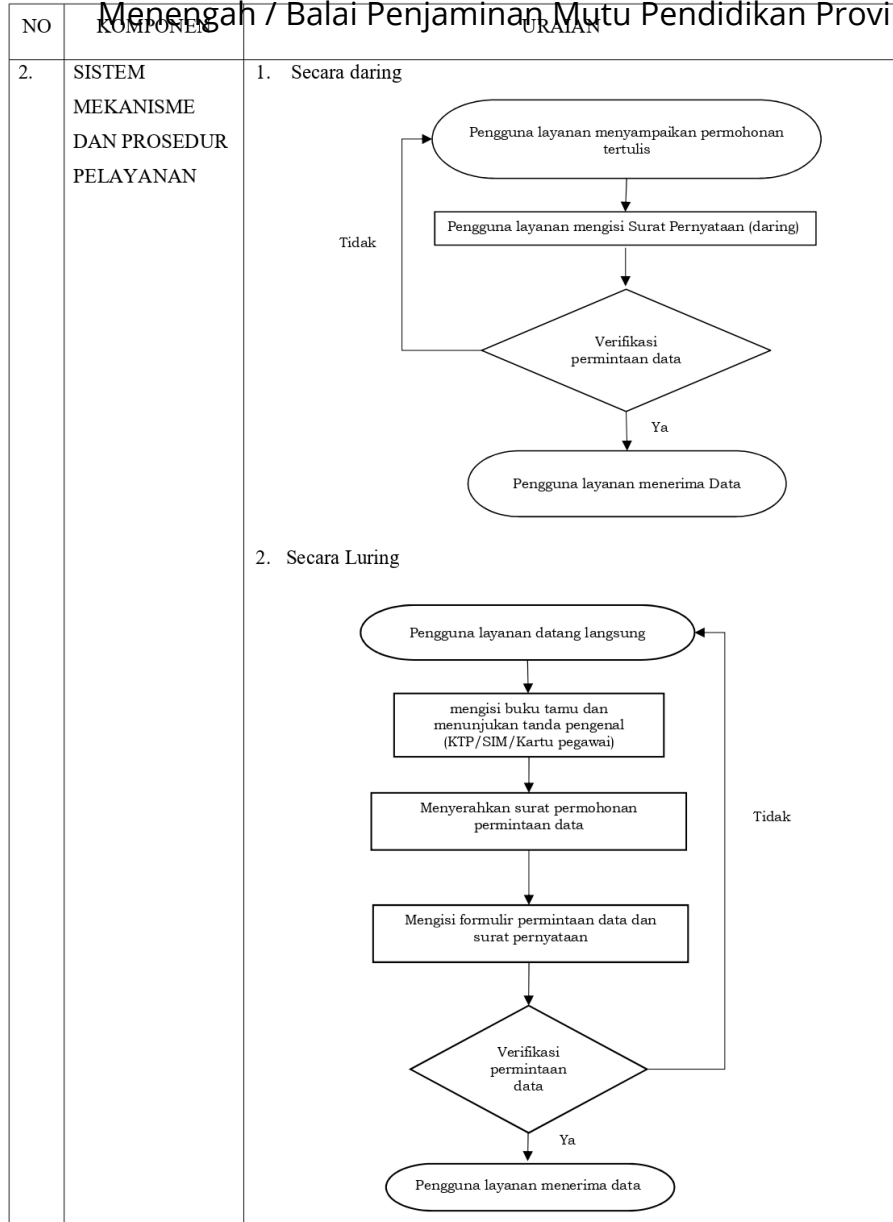 Menengah / Balai Penjaminan Mutu Pendidikan Provi
NO KOMPONEN URAIAN
2. SISTEM
MEKANISME
DAN PROSEDUR
PELAYANAN
1. Secara daring
Pengguna layanan menyampaikan permohonan
tertulis
Pengguna layanan mengisi Surat Pernyataan (daring)
Tidak
Verifikasi
permintaan data
Ya
Pengguna layanan menerima Data
2. Secara Luring
Pengguna layanan datang langsung
mengisi buku tamu dan
menunjukan tanda pengenal
(KTP/SIM/Kartu pegawai)
Menyerahkan surat permohonan
permintaan data
Tidak
Mengisi formulir permintaan data dan
surat pernyataan
Verifikasi
permintaan
data
Ya
Pengguna layanan menerima data